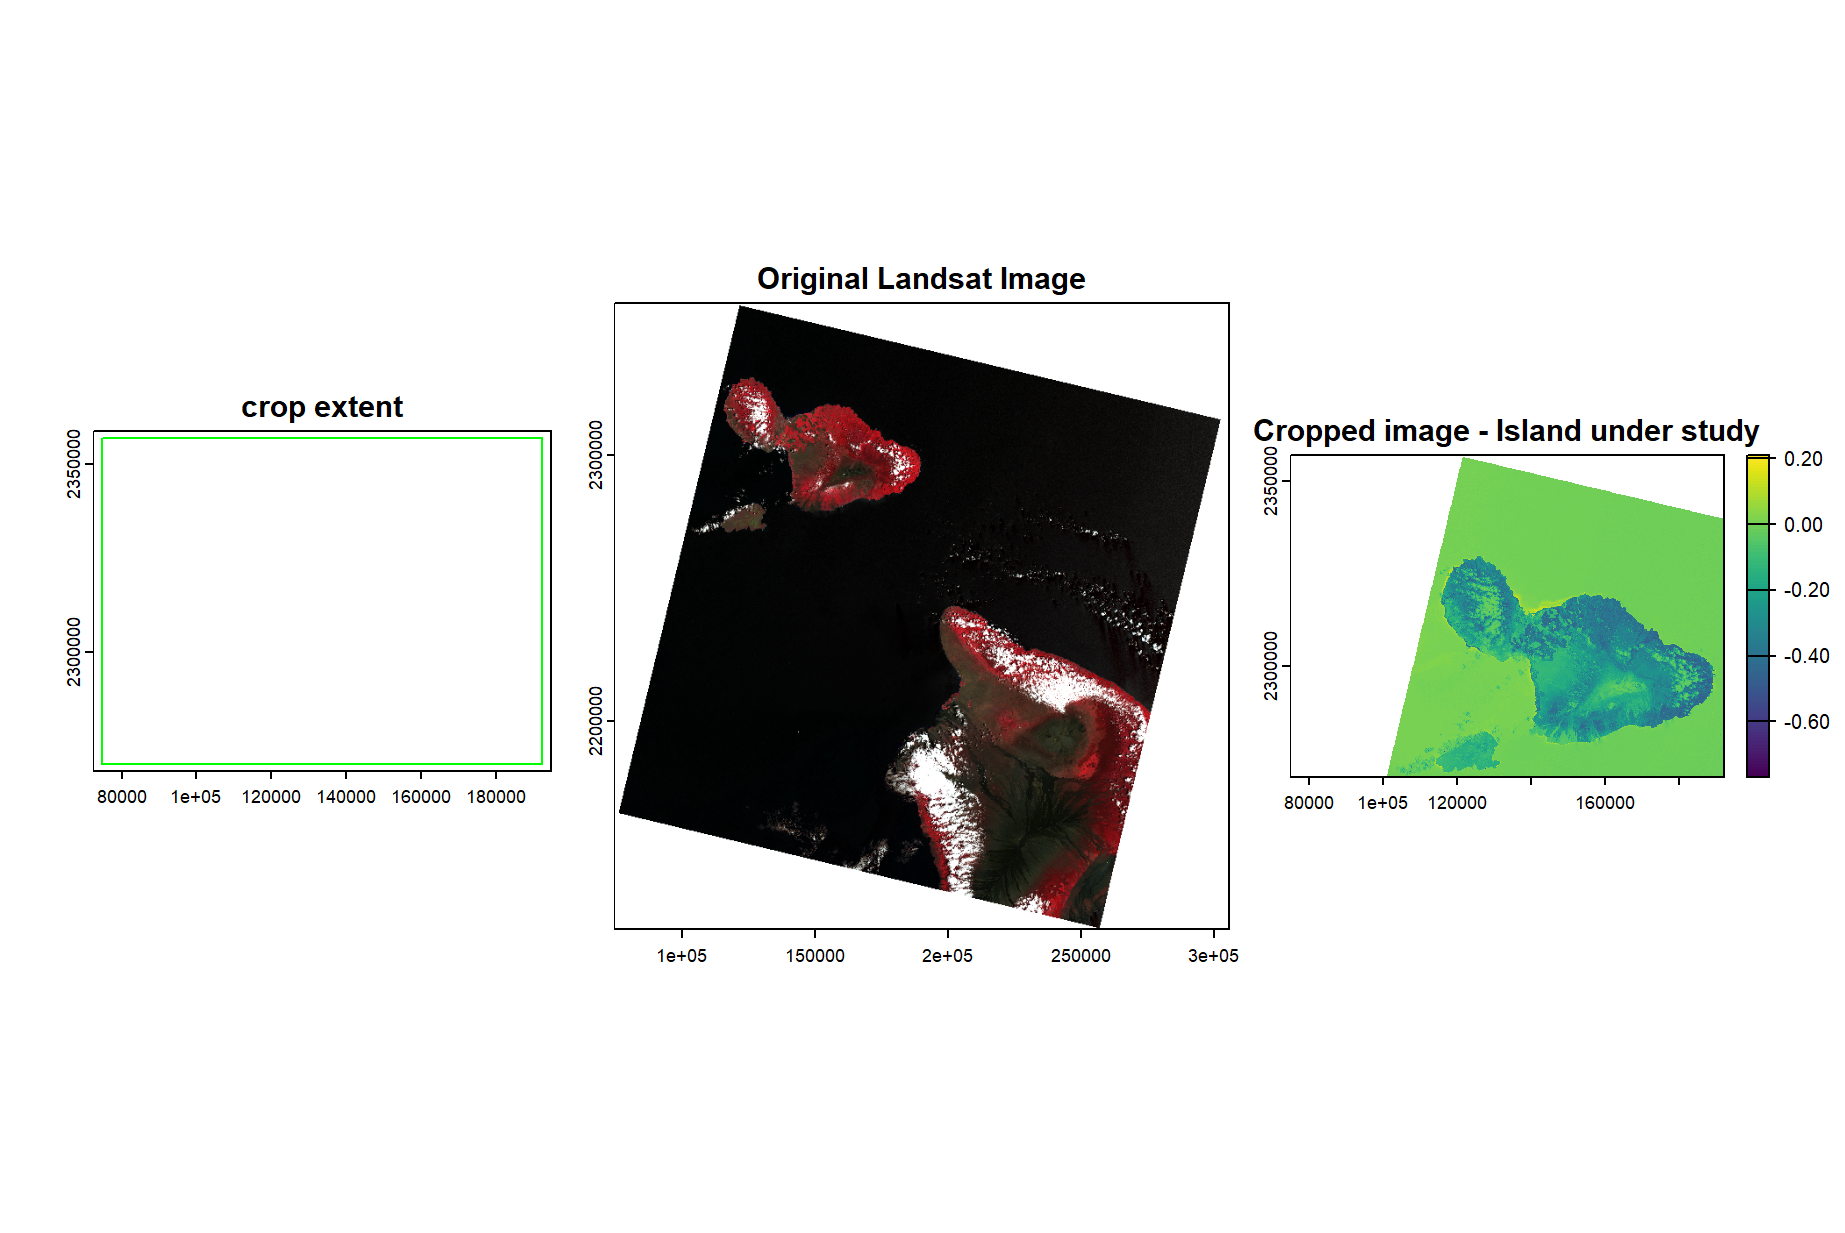 crop extent
2350000
2300000
80000 1e+05 120000 140000 160000 180000
Original Landsat Image
2300000
2200000
1e+05 150000 2e+05 250000 3e+05
Cropped image - Island under study
2350000
2300000
80000 1e+05 120000 160000
0.20
0.00
-0.20
-0.40
-0.60